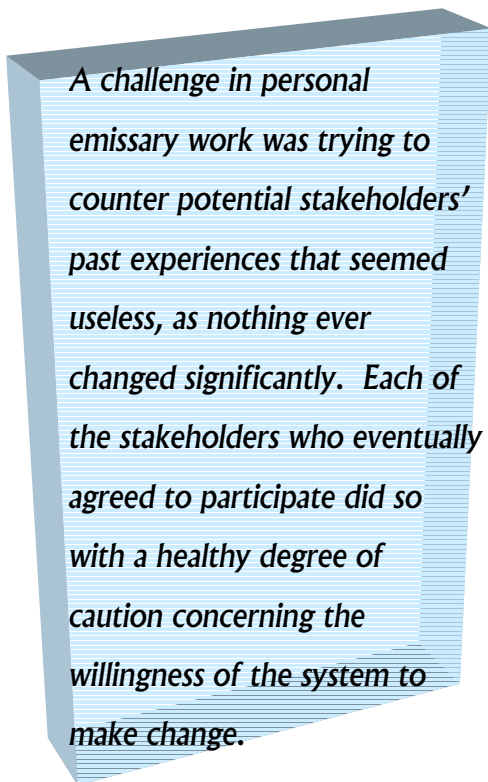 A challenge in personal
emissary work was trying to
counter potential stakeholders’
past experiences that seemed
useless, as nothing ever
changed significantly.  Each of
the stakeholders who eventually
agreed to participate did so
with a healthy degree of
caution concerning the
willingness of the system to
make change.